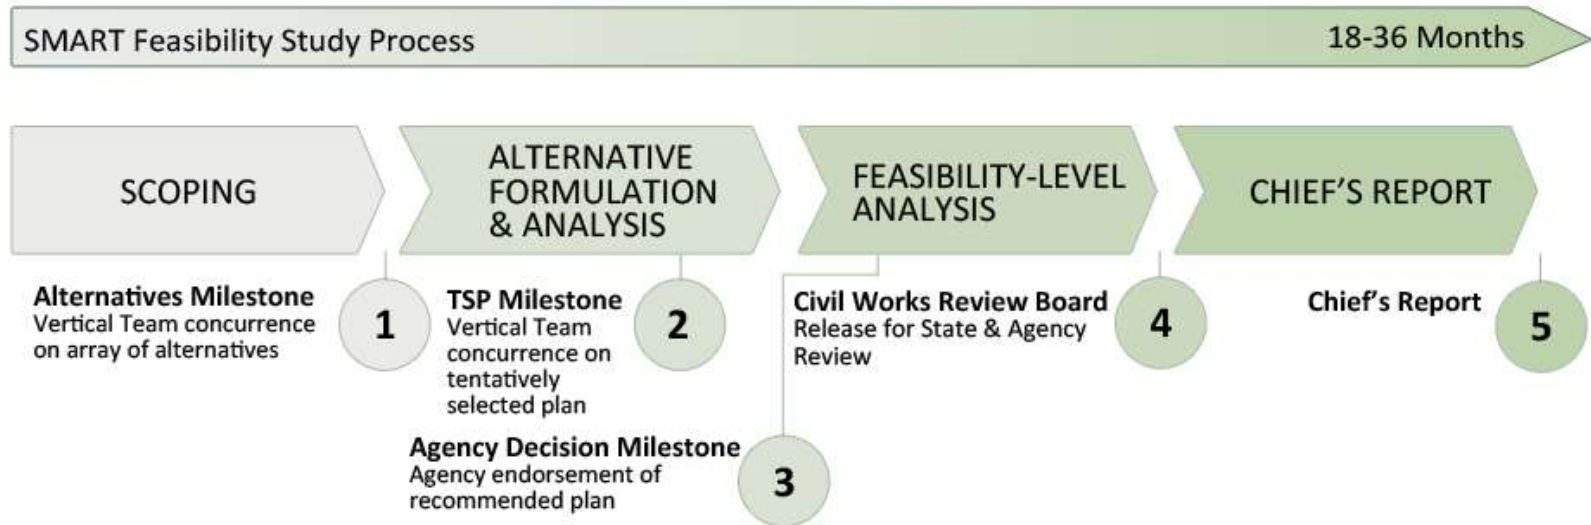 SMART Feasibility Study Process
18-36 Months
SCOPING
ALTERNATIVE
FORMULATION
& ANALYSIS
FEASIBILITY-LEVEL
ANALYSIS
CHIEF'S REPORT
Alternatives Milestone
Vertical Team concurrence
on array of alternatives
1
TSP Milestone
Vertical Team
concurrence on
tentatively
selected plan
2
Agency Decision Milestone
Agency endorsement of
recommended plan
3
Civil Works Review Board
Release for State & Agency
Review
4
Chief's Report
5